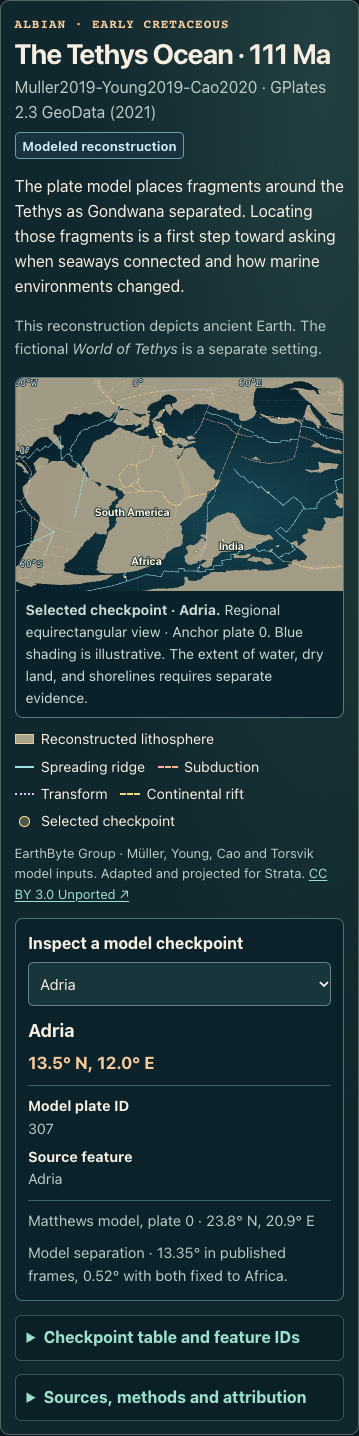 ALBIAN · EARLY CRETACEOUS
The Tethys Ocean · 111 Ma
Muller2019-Young2019-Cao2020 · GPlates
2.3 GeoData (2021)
Modeled reconstruction
The plate model places fragments around the
Tethys as Gondwana separated. Locating
those fragments is a first step toward asking
when seaways connected and how marine
environments changed.
This reconstruction depicts ancient Earth. The
fictional World of Tethys is a separate setting.
0°
60°E
South America
India
Africa
60°S
Selected checkpoint · Adria. Regional
equirectangular view · Anchor plate 0. Blue
shading is illustrative. The extent of water, dry
land, and shorelines requires separate
evidence.
Reconstructed lithosphere
Spreading ridge
Subduction
Transform
Continental rift
Selected checkpoint
EarthByte Group · Müller, Young, Cao and Torsvik
model inputs. Adapted and projected for Strata. CC
BY 3.0 Unported ↗
Inspect a model checkpoint
Adria
Adria
13.5° N, 12.0° E
Model plate ID
307
Source feature
Adria
Matthews model, plate 0 · 23.8° N, 20.9° E
Model separation · 13.35° in published
frames, 0.52° with both fixed to Africa.
Checkpoint table and feature IDs
Sources, methods and attribution